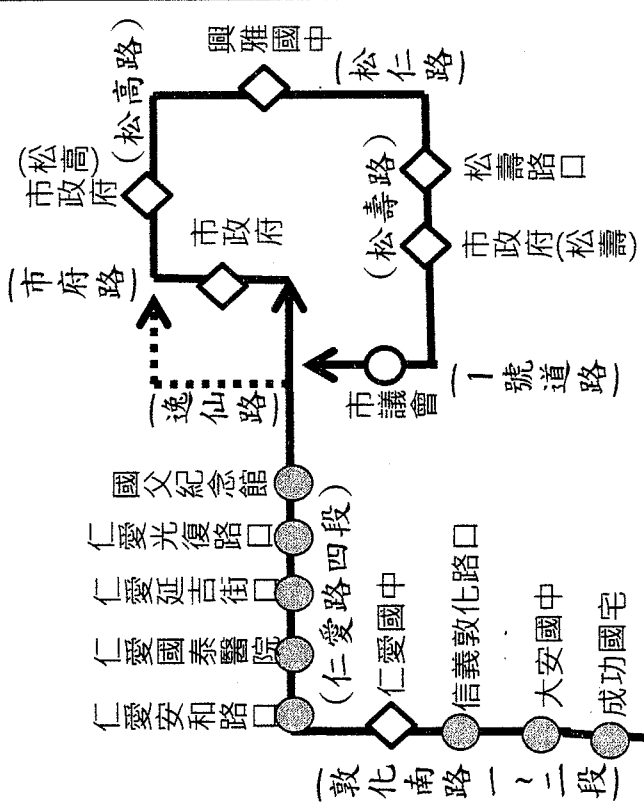 (松高路)
興雅國中
(松仁路)
市政府
(松高)
市政府
(松壽路)
松壽路口
(市府路)
市政府(松壽)
(逸仙路)
市議會
(1號道路)
國父紀念館
仁愛光復路口
(仁愛路四段)
仁愛延吉街口
仁愛國中
信義敦化路口
仁愛國泰醫院
大安國中
仁愛安和路口
成功國宅
(敦化南路一~二段)